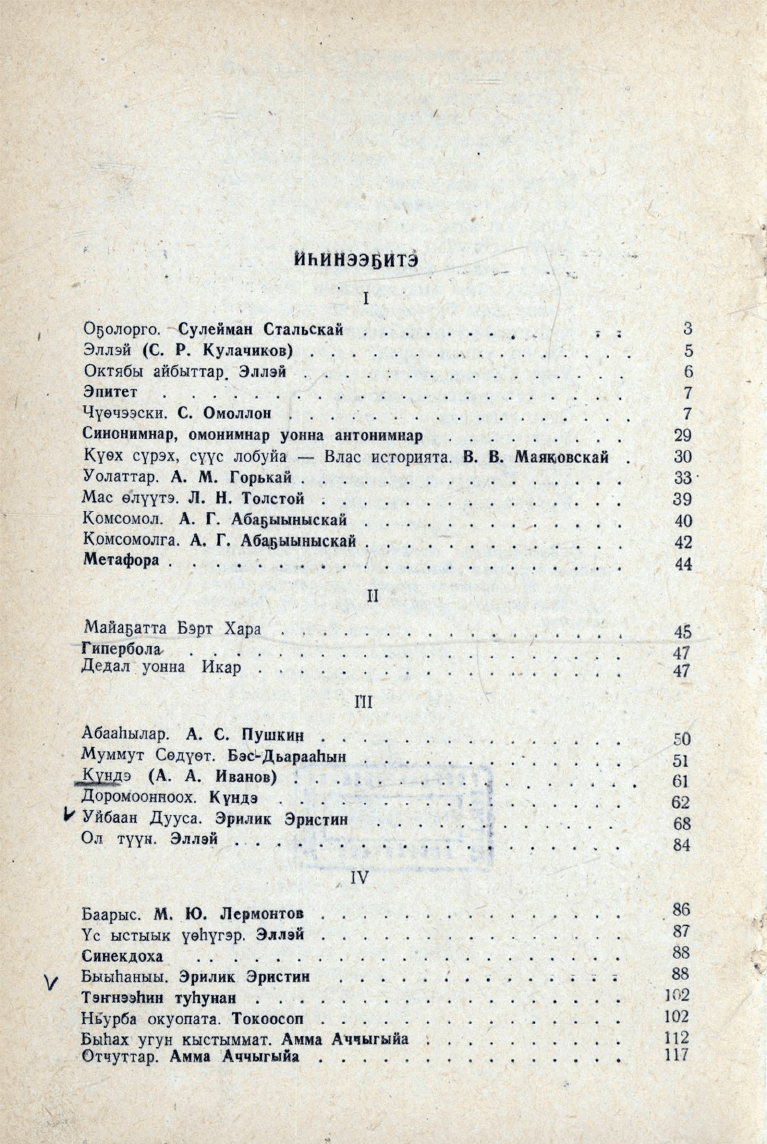 ИҺИНЭЭҔИТЭ
I
Оҕолорго. Сулейман Стальскай . . . . . . . . . . . 3
Эллэй (С. Р. Кулачиков) . . . . . . . . . . . . . 5
Октябы айбыттар. Эллэй . . . . . . . . . . . . . 6
Эпитет . . . . . . . . . . . . . . . . . 7
Чүөчээски. С. Омоллон . . . . . . . . . . . . . 7
Синонимнар, омонимнар уонна антонимнар . . . . . . . 29
Күөх сүрэх, сүүс лобуйа — Влас историята. В. В. Маяковскай . 30
Уолаттар. А. М. Горькай . . . . . . . . . . . . . 33
Мас өлүүтэ. Л. Н. Толстой . . . . . . . . . . . . 39
Комсомол. А. Г. Абаҕыыныскай . . . . . . . . . . 40
Комсомолга. А. Г. Абаҕыыныскай . . . . . . . . . . 42
Метафора . . . . . . . . . . . . . . . . . 44
II
Майаҕатта Бэрт Хара . . . . . . . . . . . . . 45
Гипербола . . . . . . . . . . . . . . . . 47
Дедал уонна Икар . . . . . . . . . . . . . . 47
III
Абааһылар. А. С. Пушкин . . . . . . . . . . . . 50
Муммут Сөдүөт. Бэс-Дьарааһын . . . . . . . . . . 51
Күндэ (А. А. Иванов) . . . . . . . . . . . . . 61
Доромоонноох. Күндэ . . . . . . . . . . . . . 62
Уйбаан Дууса. Эрилик Эристин . . . . . . . . . . 68
Ол түүн. Эллэй . . . . . . . . . . . . . . . 84
IV
Баарыс. М. Ю. Лермонтов . . . . . . . . . . . . 86
Үс ыстыык үөһүгэр. Эллэй . . . . . . . . . . . . 87
Синекдоха . . . . . . . . . . . . . . . . 88
Быыһаныы. Эрилик Эристин . . . . . . . . . . . 88
Тэҥнээһин туһунан . . . . . . . . . . . . . . 102
Ньурба окуопата. Токоосоп . . . . . . . . . . . . 102
Быһах угун кыстыммат. Амма Аччыгыйа . . . . . . . . 112
Отчуттар. Амма Аччыгыйа . . . . . . . . . . . . 117